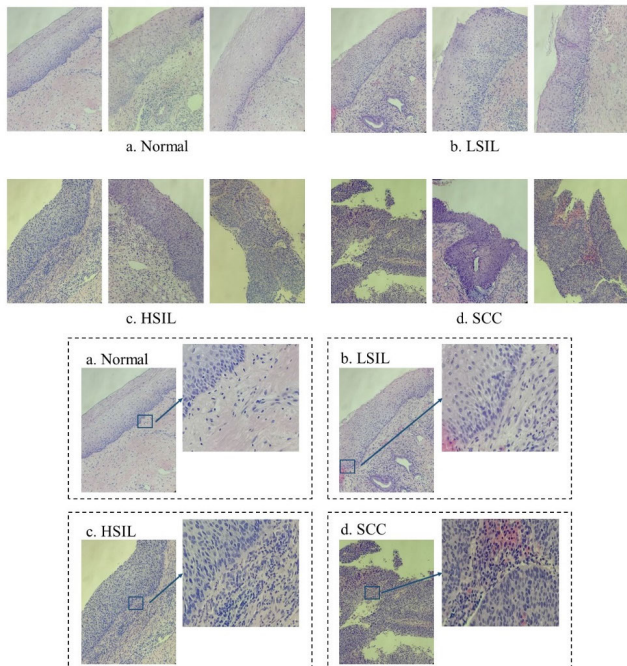 a. Normal
b. LSIL
c. HSIL
d. SCC
a. Normal
b. LSIL
c. HSIL
d. SCC